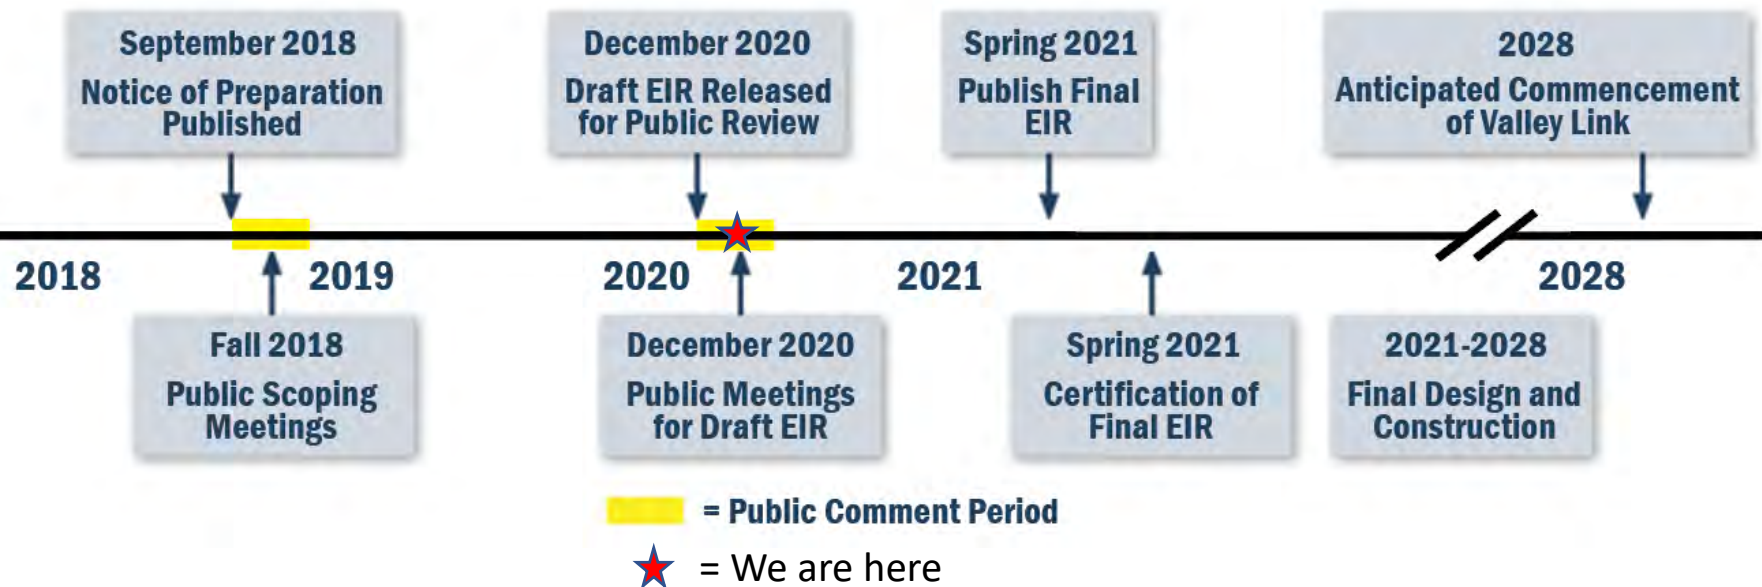 September 2018
Notice of Preparation
Published
December 2020
Draft EIR Released
for Public Review
Spring 2021
Publish Final
EIR
2028
Anticipated Commencement
of Valley Link
2018
2019
2020
2021
2028
Fall 2018
Public Scoping
Meetings
December 2020
Public Meetings
for Draft EIR
Spring 2021
Certification of
Final EIR
2021-2028
Final Design and
Construction
= Public Comment Period
= We are here